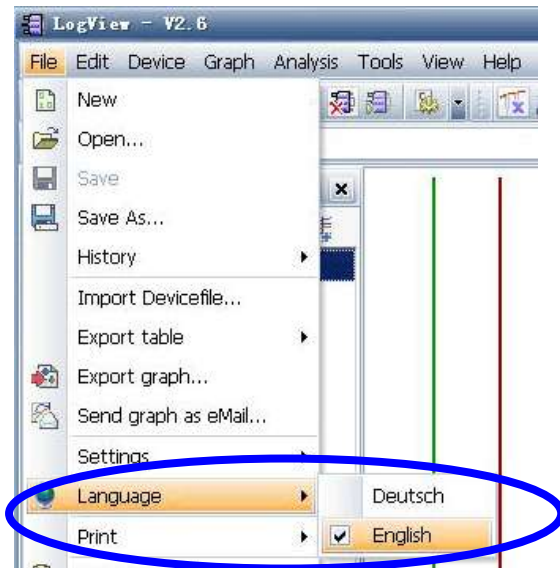 LogView - V2.6
File Edit Device Graph Analysis Tools View Help
New
Open...
Save
Save As...
History
Import Devicefile...
Export table
Export graph...
Send graph as eMail...
Settings
Language
Deutsch
Print
English